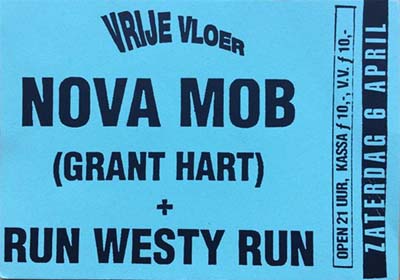 VRIJE VLOER
NOVA MOB
(GRANT HART)
+
RUN WESTY RUN
OPEN 21 UUR, KASSA ƒ 10,-, V.V. ƒ 10,-
ZATERDAG 6 APRIL